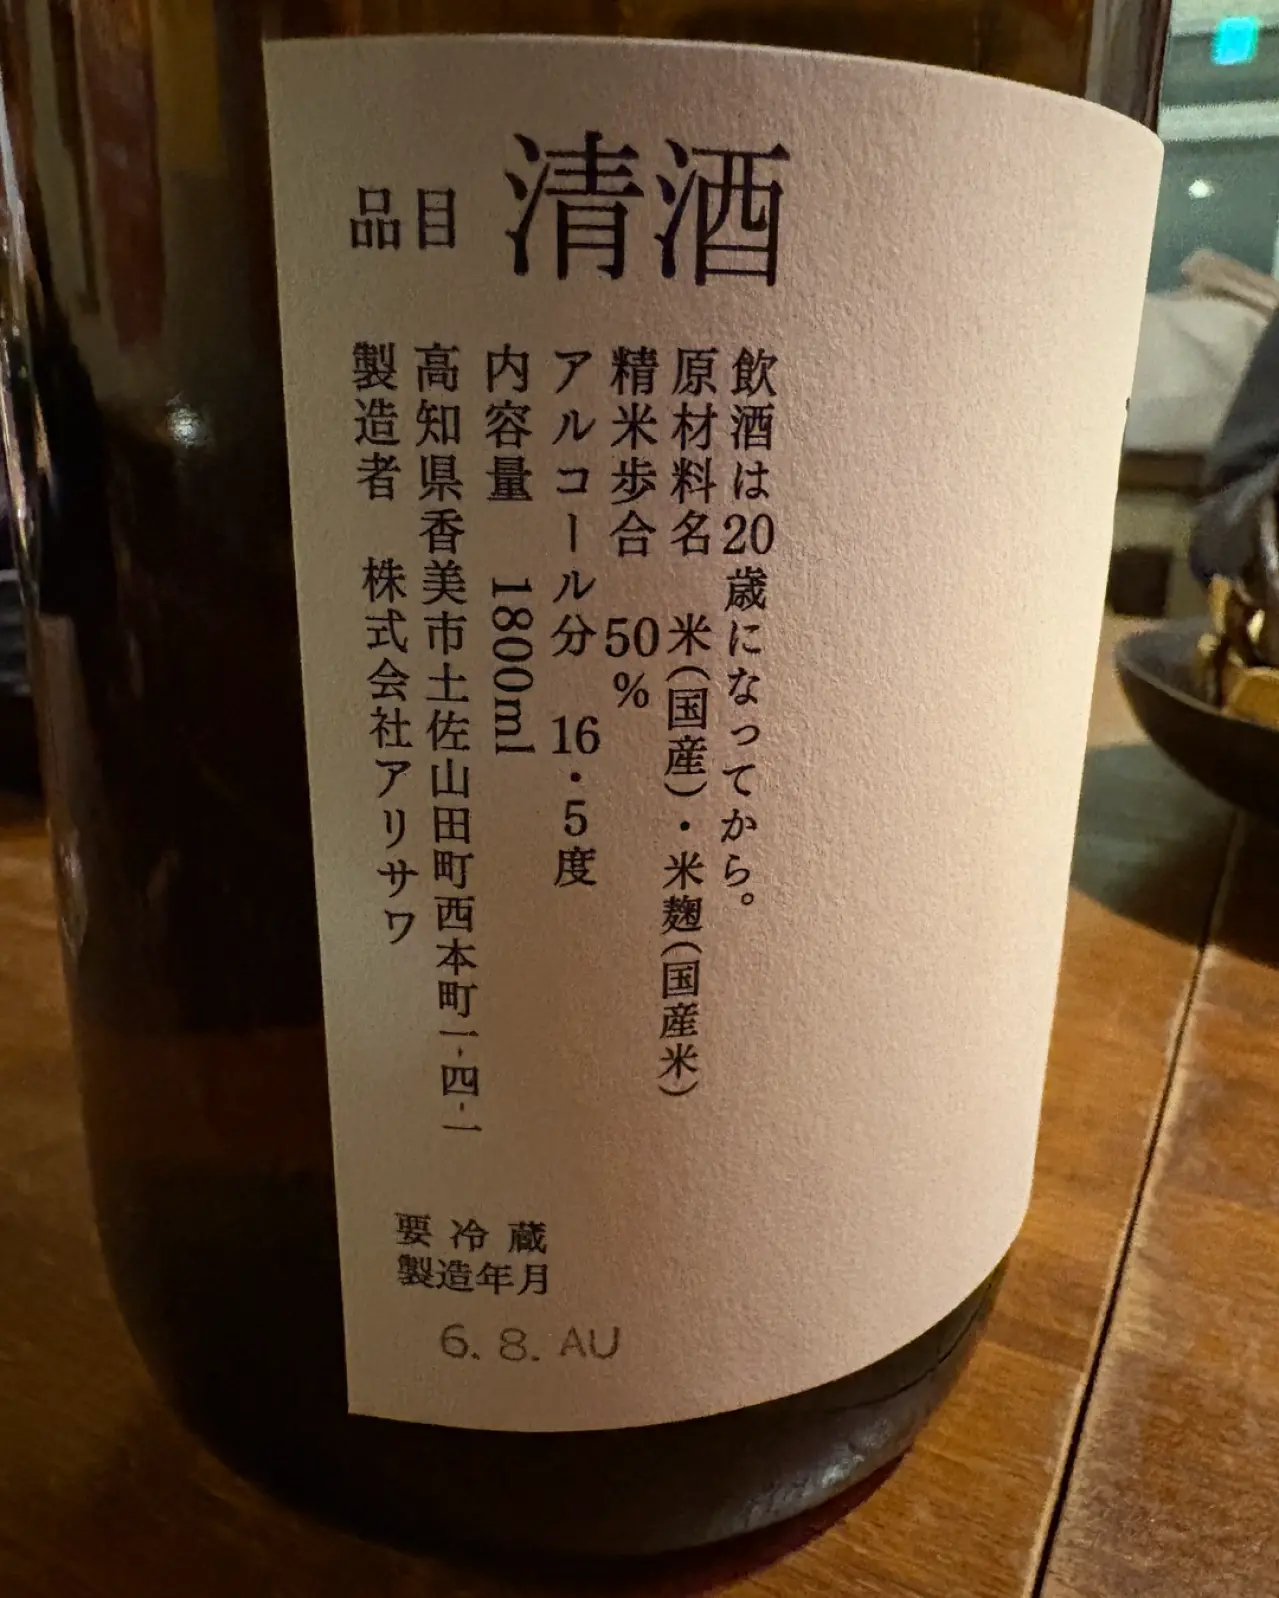 品目 清酒
飲酒は20歳になってから。
原材料名 米(国産)・米麹(国産米)
精米歩合 50%
アルコール分 16・5度
内容量 1800ml
高知県香美市土佐山田町西本町一-四-一
製造者 株式会社アリサワ
要冷蔵
製造年月
6.8.AU